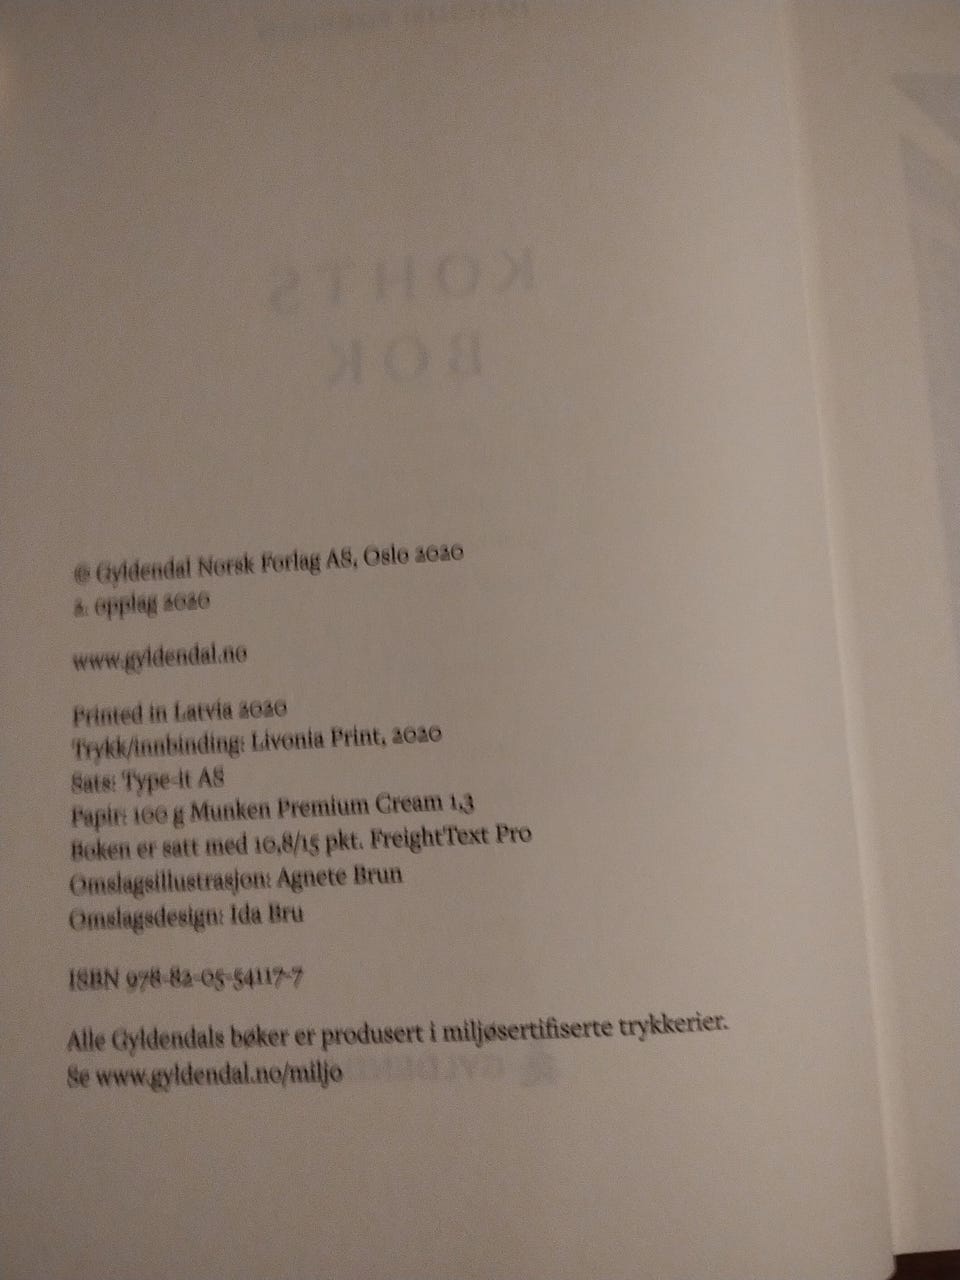 KOHTS
BOK
© Gyldendal Norsk Forlag AS, Oslo 2020
2. opplag 2020
www.gyldendal.no
Printed in Latvia 2020
Trykk/innbinding: Livonia Print, 2020
Sats: Type-it AS
Papir: 100 g Munken Premium Cream 1,3
Boken er satt med 10,8/15 pkt. FreightText Pro
Omslagsillustrasjon: Agnete Brun
Omslagsdesign: Ida Bru
ISBN 978-82-05-54117-7
Alle Gyldendals bøker er produsert i miljøsertifiserte trykkerier.
Se www.gyldendal.no/miljo